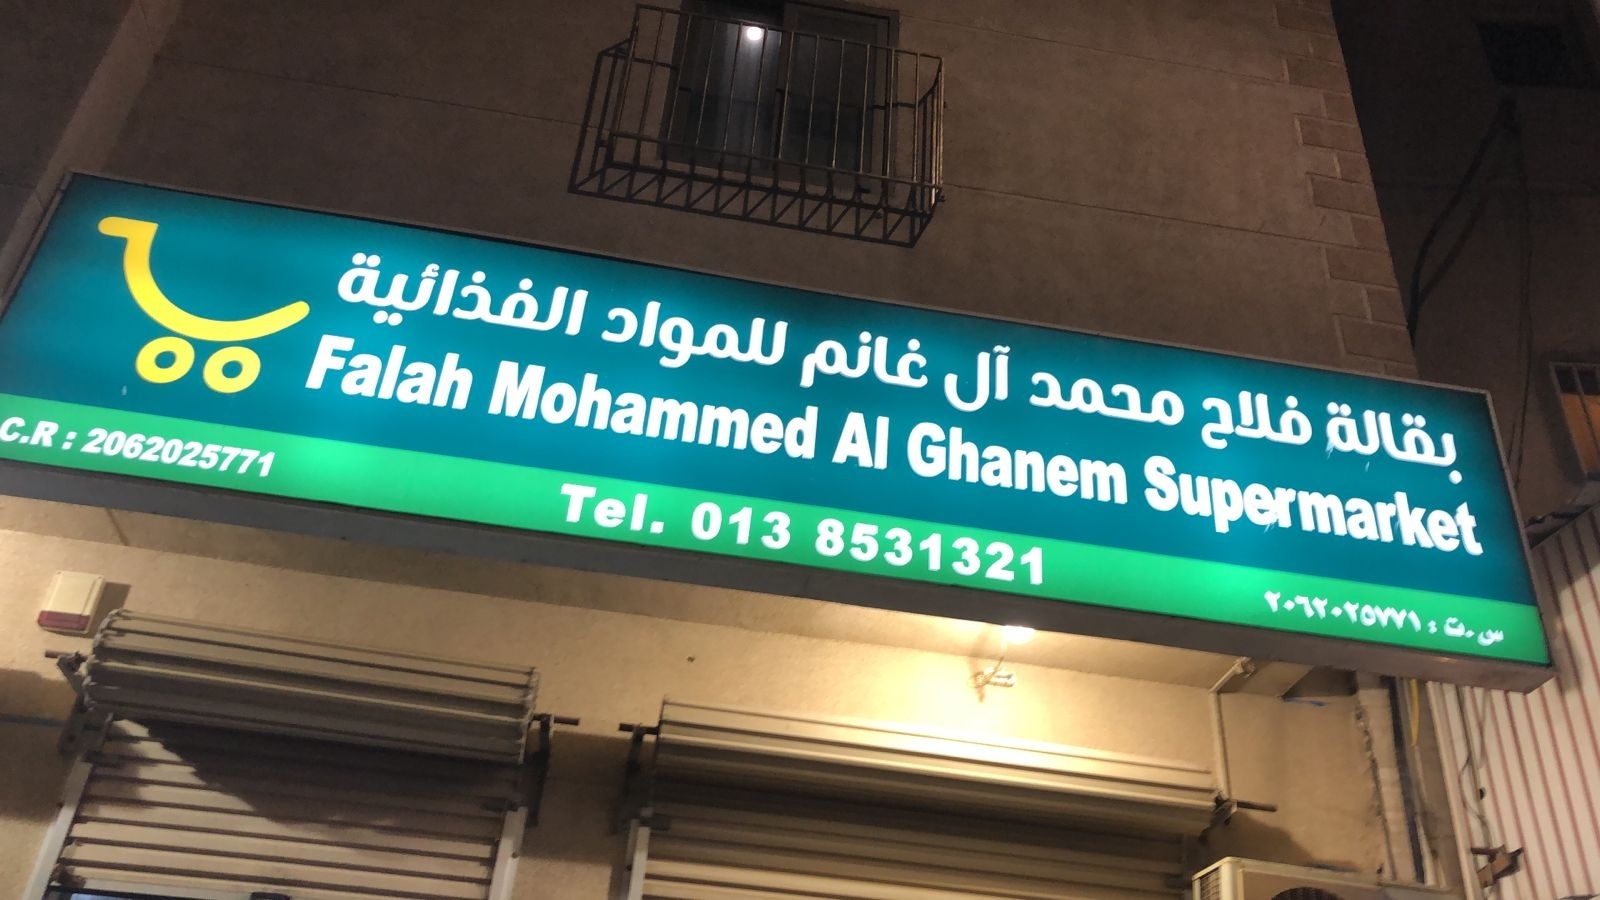 بقالة فلاح محمد آل غانم للمواد الغذائية
Falah Mohammed Al Ghanem Supermarket
C.R : 2062025771
Tel. 013 8531321
س.ت : ٢٠٦٢٠٢٥٧٧١